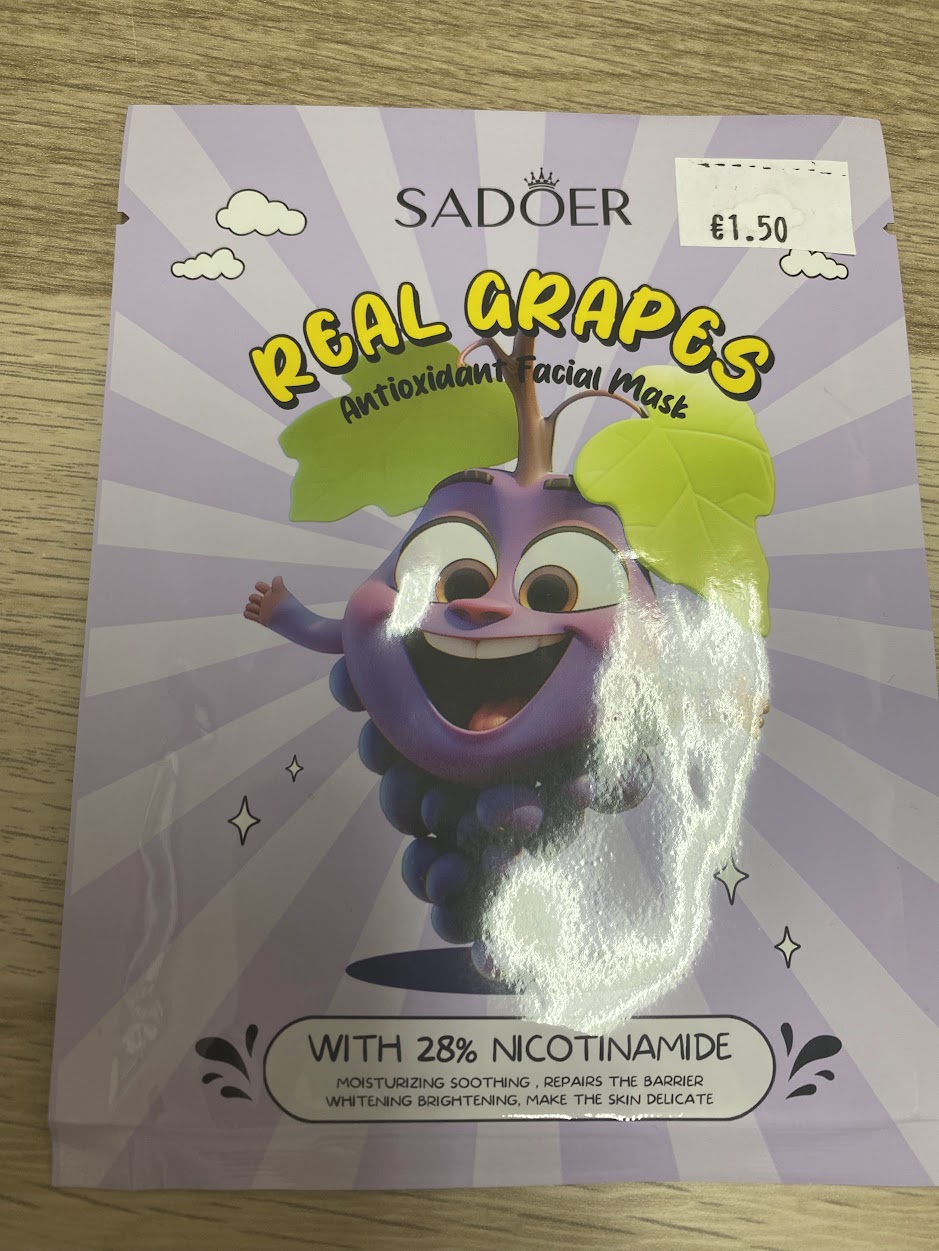 SADOER
€1.50
REAL GRAPES
Antioxidant Facial Mask
WITH 28% NICOTINAMIDE
MOISTURIZING SOOTHING , REPAIRS THE BARRIER
WHITENING BRIGHTENING, MAKE THE SKIN DELICATE